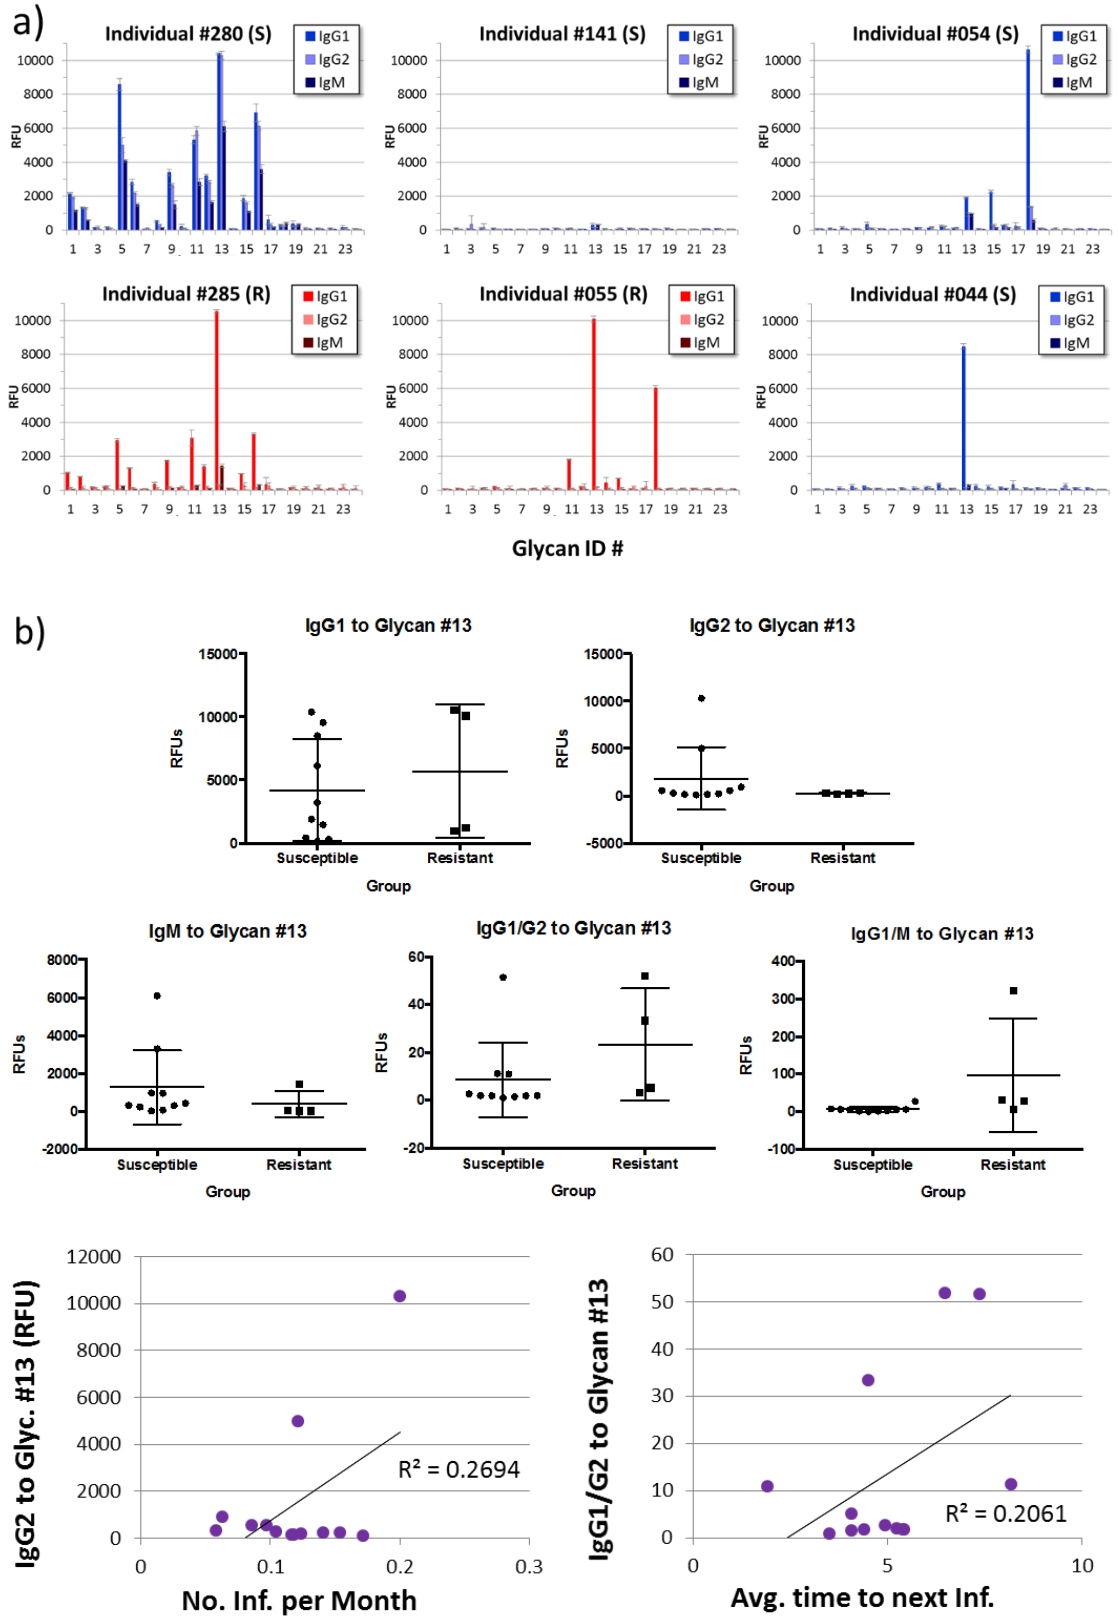 a)
Individual #280 (S)
IgG1
IgG2
IgM
RFU
10000
8000
6000
4000
2000
0
1 3 5 7 9 11 13 15 17 19 21 23
Individual #141 (S)
IgG1
IgG2
IgM
RFU
10000
8000
6000
4000
2000
0
1 3 5 7 9 11 13 15 17 19 21 23
Individual #054 (S)
IgG1
IgG2
IgM
RFU
10000
8000
6000
4000
2000
0
1 3 5 7 9 11 13 15 17 19 21 23
Individual #285 (R)
IgG1
IgG2
IgM
RFU
10000
8000
6000
4000
2000
0
1 3 5 7 9 11 13 15 17 19 21 23
Individual #055 (R)
IgG1
IgG2
IgM
RFU
10000
8000
6000
4000
2000
0
1 3 5 7 9 11 13 15 17 19 21 23
Individual #044 (S)
IgG1
IgG2
IgM
RFU
10000
8000
6000
4000
2000
0
1 3 5 7 9 11 13 15 17 19 21 23
Glycan ID #
b)
IgG1 to Glycan #13
15000
10000
5000
0
RFUs
Susceptible Resistant
Group
IgG2 to Glycan #13
15000
10000
5000
0
-5000
RFUs
Susceptible Resistant
Group
IgM to Glycan #13
8000
6000
4000
2000
0
-2000
RFUs
Susceptible Resistant
Group
IgG1/G2 to Glycan #13
60
40
20
0
-20
RFUs
Susceptible Resistant
Group
IgG1/M to Glycan #13
400
300
200
100
0
-100
RFUs
Susceptible Resistant
Group
IgG2 to Glyc. #13 (RFU)
12000
10000
8000
6000
4000
2000
0
R² = 0.2694
0 0.1 0.2 0.3
No. Inf. per Month
IgG1/G2 to Glycan #13
60
50
40
30
20
10
0
R² = 0.2061
0 5 10
Avg. time to next Inf.